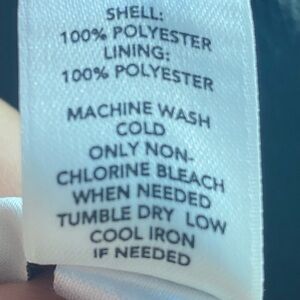 SHELL:
100% POLYESTER
LINING:
100% POLYESTER
MACHINE WASH
COLD
ONLY NON-
CHLORINE BLEACH
WHEN NEEDED
TUMBLE DRY LOW
COOL IRON
IF NEEDED